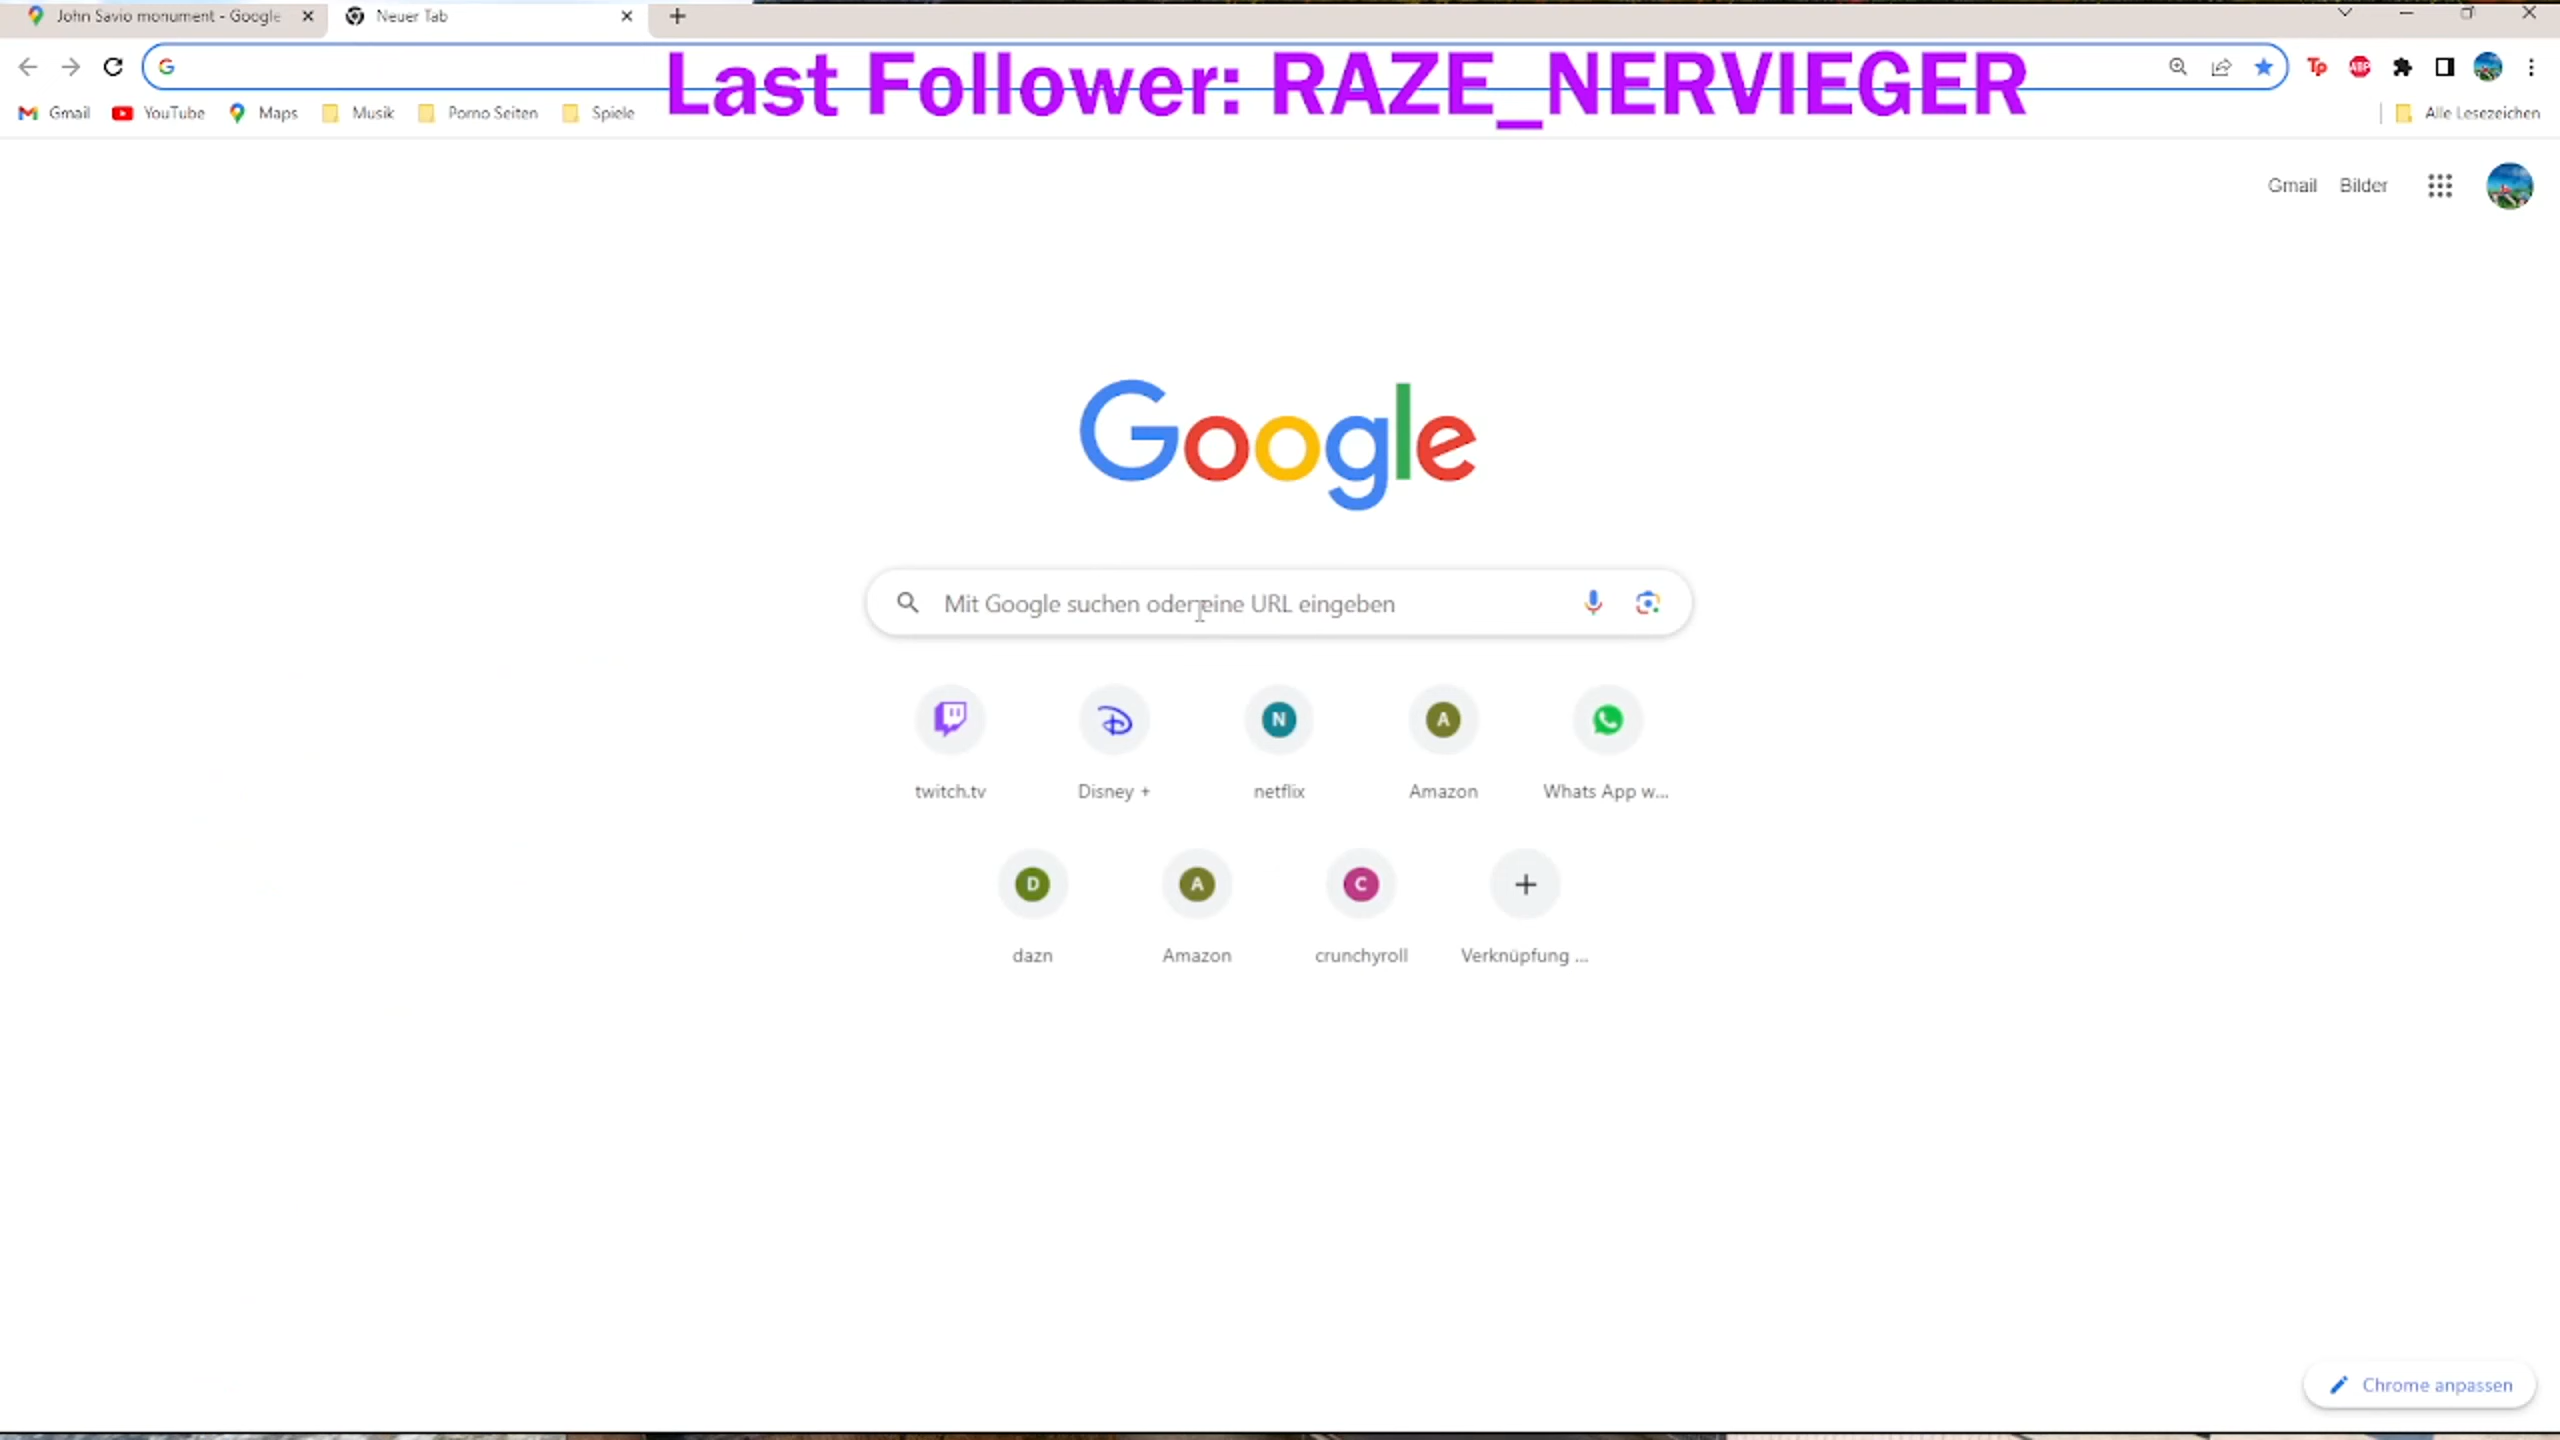 John Savio monument - Google
Neuer Tab
Last Follower: RAZE_NERVIEGER
Gmail YouTube Maps Musik Porno Seiten Spiele
Alle Lesezeichen
Gmail Bilder
Google
Mit Google suchen oder eine URL eingeben
twitch.tv Disney + netflix Amazon Whats App w...
dazn Amazon crunchyroll Verknüpfung ...
Chrome anpassen